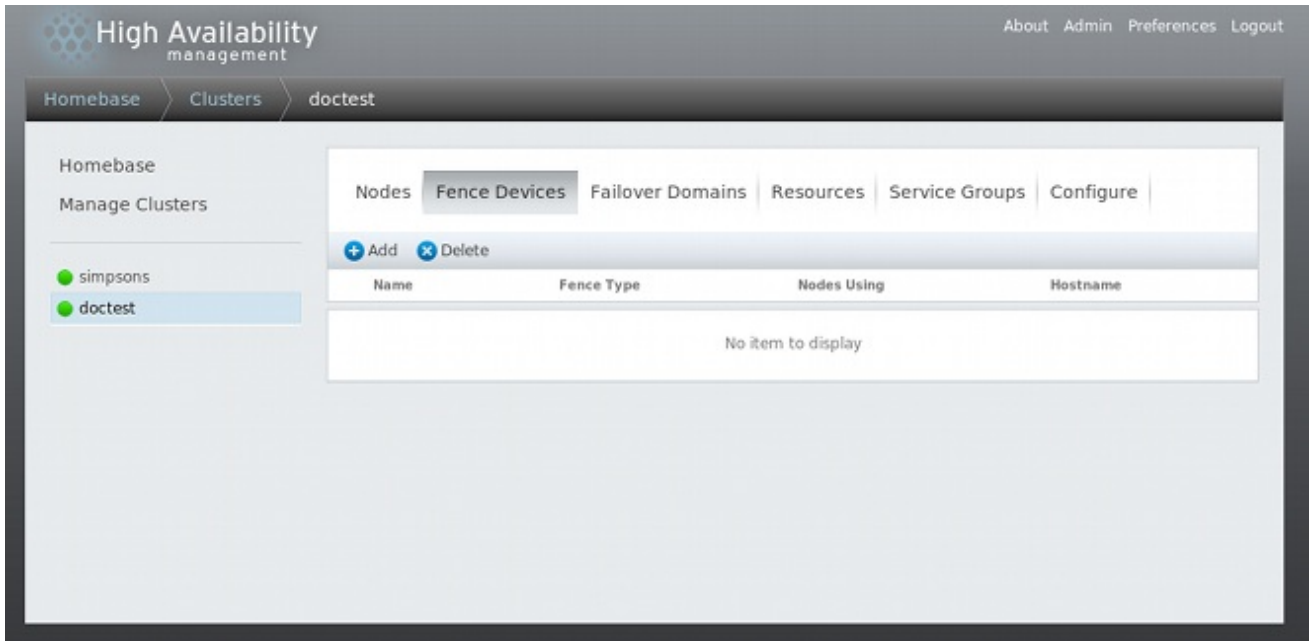 High Availability
management
About Admin Preferences Logout
Homebase Clusters doctest
Homebase
Manage Clusters
simpsons
doctest
Nodes Fence Devices Failover Domains Resources Service Groups Configure
Add Delete
Name Fence Type Nodes Using Hostname
No item to display